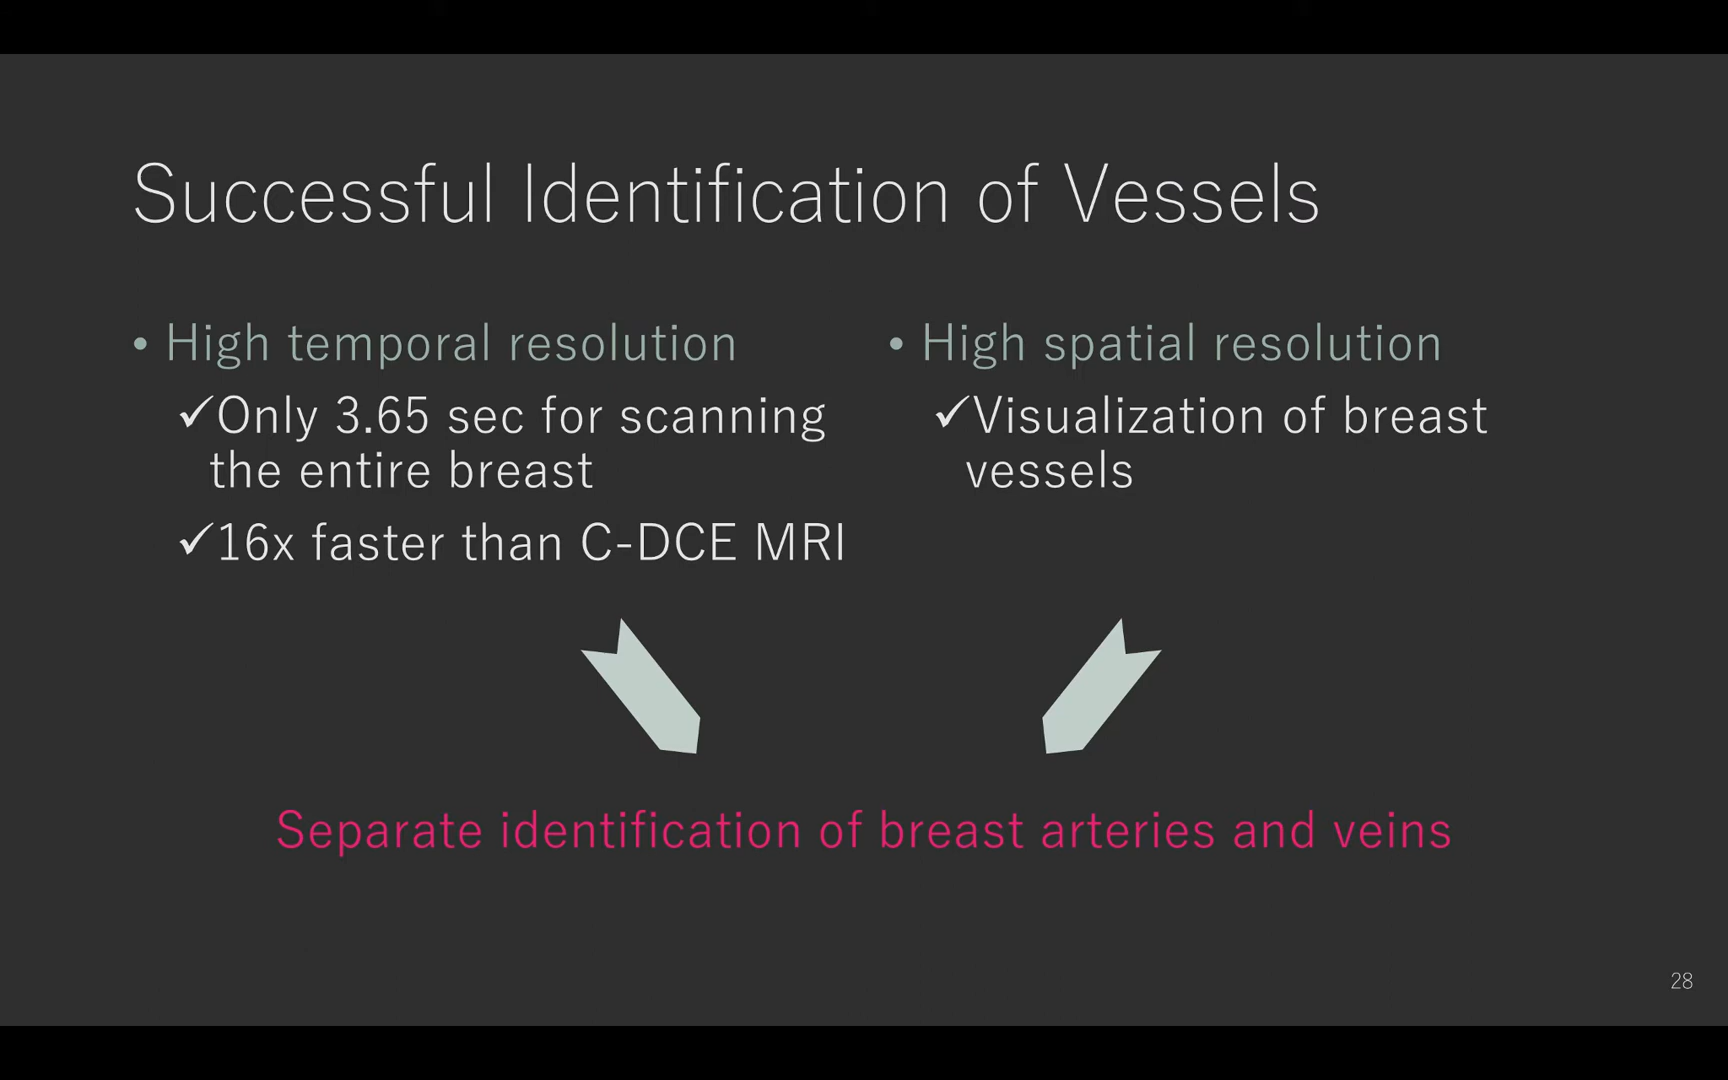 Successful Identification of Vessels
• High temporal resolution
✓Only 3.65 sec for scanning
the entire breast
✓16x faster than C-DCE MRI
• High spatial resolution
✓Visualization of breast
vessels
Separate identification of breast arteries and veins
28